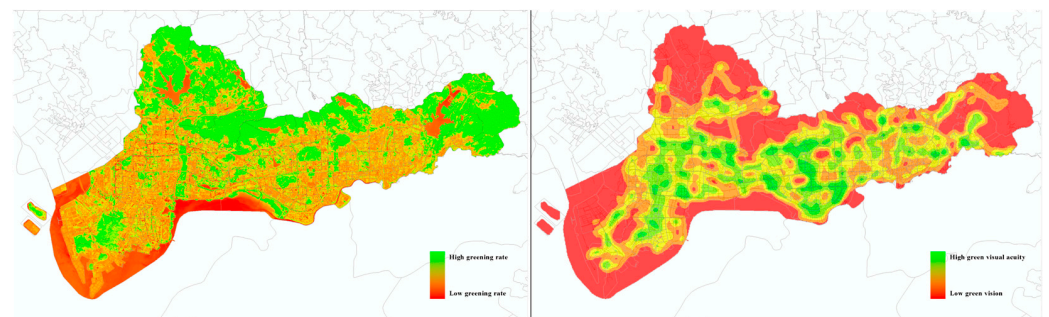 High greening rate
Low greening rate
High green visual acuity
Low green vision